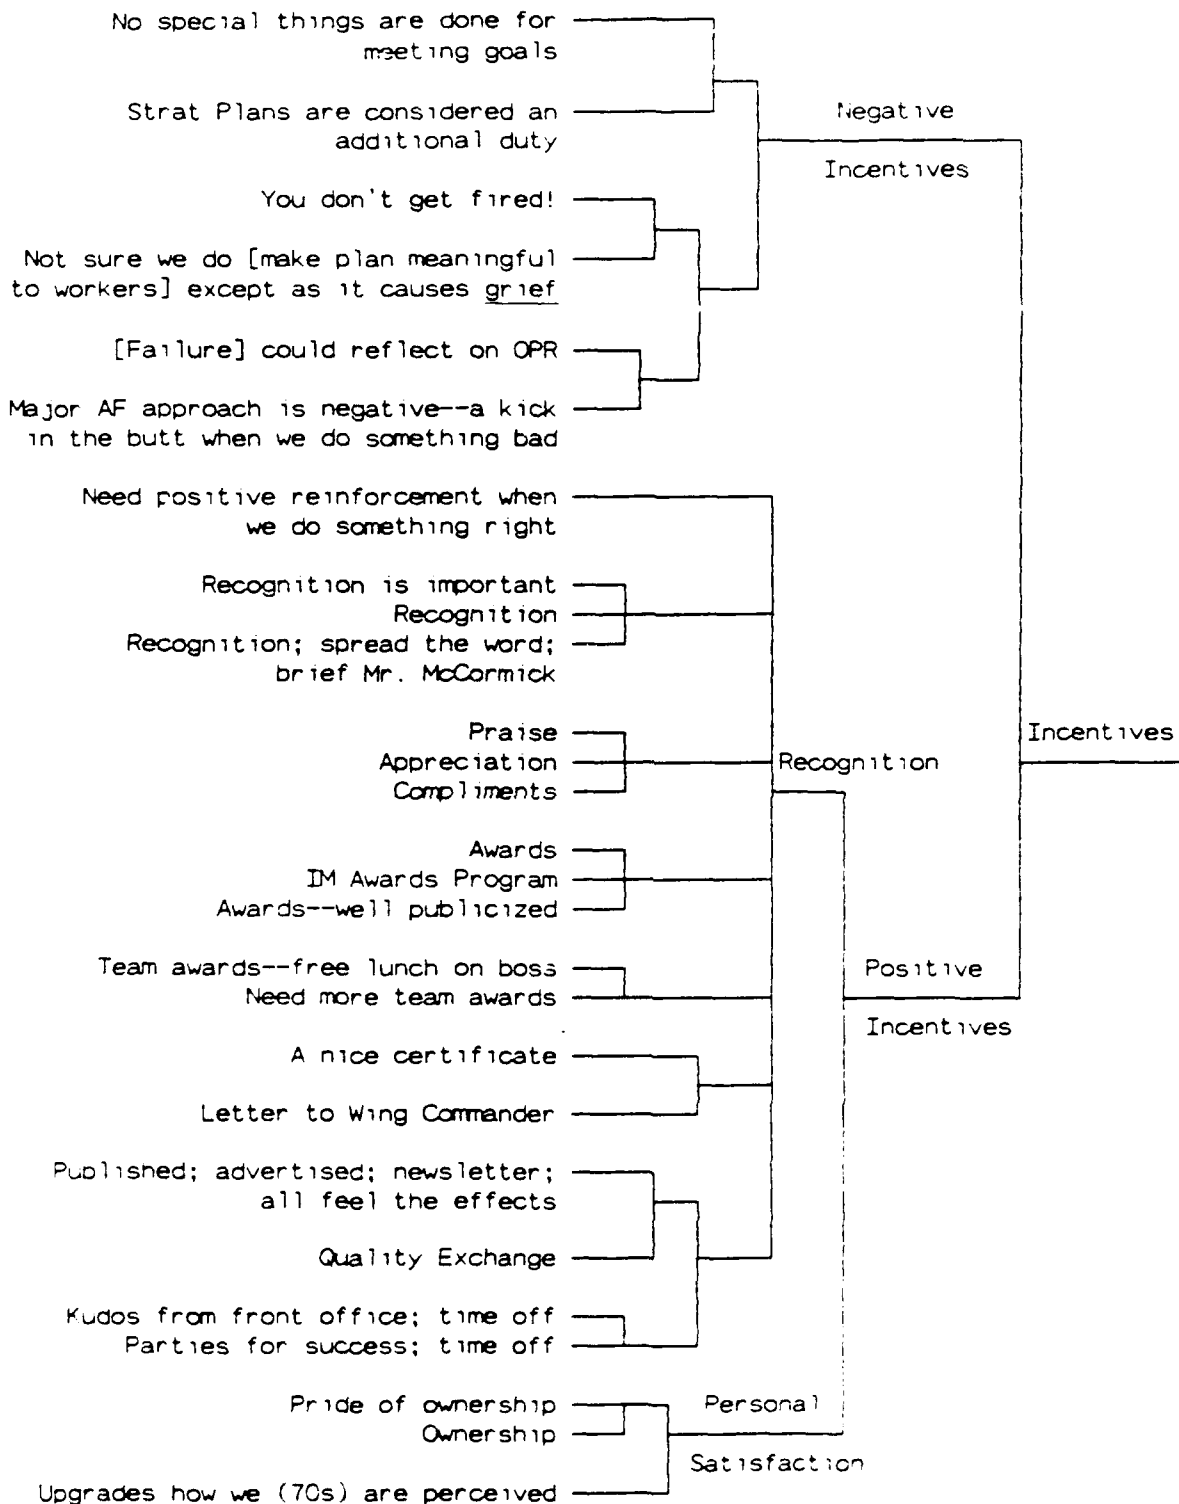 No special things are done for
meeting goals
Strat Plans are considered an
additional duty
Negative
Incentives
You don't get fired!
Not sure we do [make plan meaningful
to workers] except as it causes grief
[Failure] could reflect on OPR
Major AF approach is negative--a kick
in the butt when we do something bad
Need positive reinforcement when
we do something right
Recognition is important
Recognition
Recognition; spread the word;
brief Mr. McCormick
Praise
Appreciation
Compliments
Recognition
Incentives
Awards
IM Awards Program
Awards--well publicized
Team awards--free lunch on boss
Need more team awards
Positive
Incentives
A nice certificate
Letter to Wing Commander
Published; advertised; newsletter;
all feel the effects
Quality Exchange
Kudos from front office; time off
Parties for success; time off
Pride of ownership
Ownership
Personal
Satisfaction
Upgrades how we (70s) are perceived